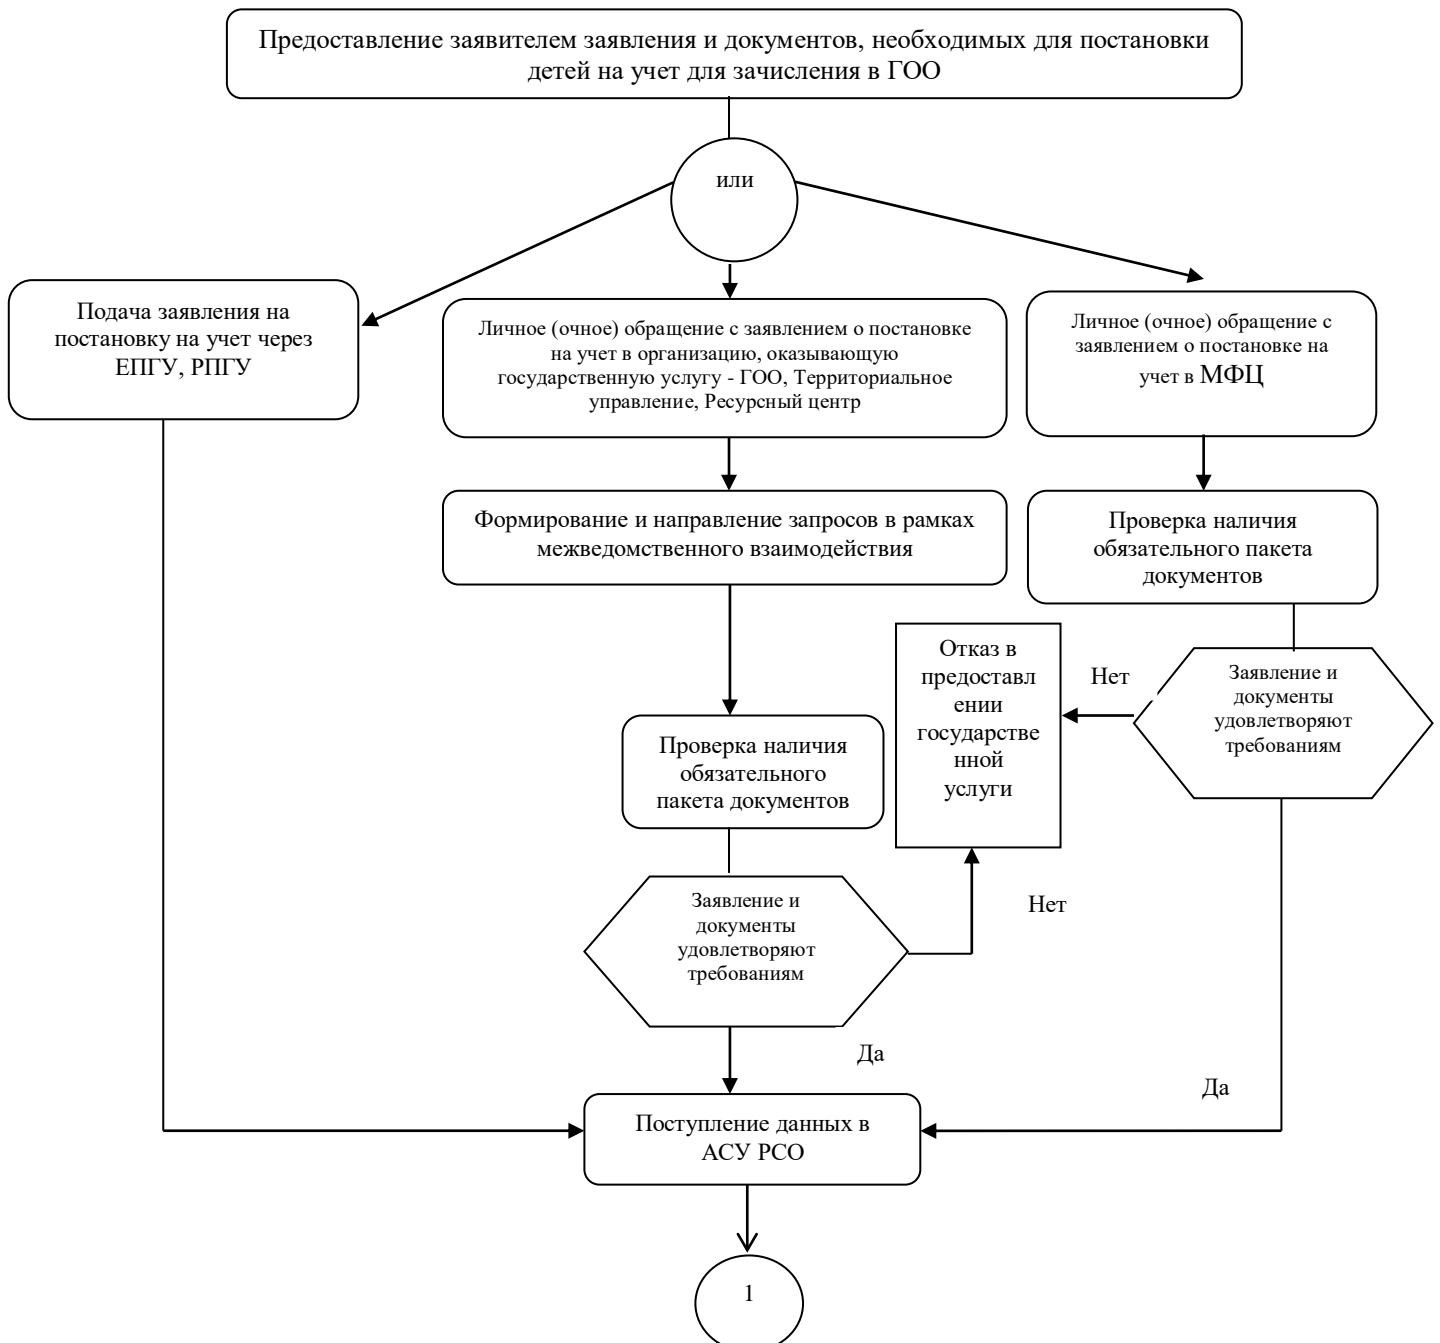 Предоставление заявителем заявления и документов, необходимых для постановки
детей на учет для зачисления в ГОО
или
Подача заявления на
постановку на учет через
ЕПГУ, РПГУ
Личное (очное) обращение с заявлением о постановке
на учет в организацию, оказывающую
государственную услугу - ГОО, Территориальное
управление, Ресурсный центр
Личное (очное) обращение с
заявлением о постановке на
учет в МФЦ
Формирование и направление запросов в рамках
межведомственного взаимодействия
Проверка наличия
обязательного пакета
документов
Отказ в
предоставл
ении
государстве
нной
услуги
Нет
Заявление и
документы
удовлетворяют
требованиям
Проверка наличия
обязательного
пакета документов
Заявление и
документы
удовлетворяют
требованиям
Нет
Да
Да
Поступление данных в
АСУ РСО
1